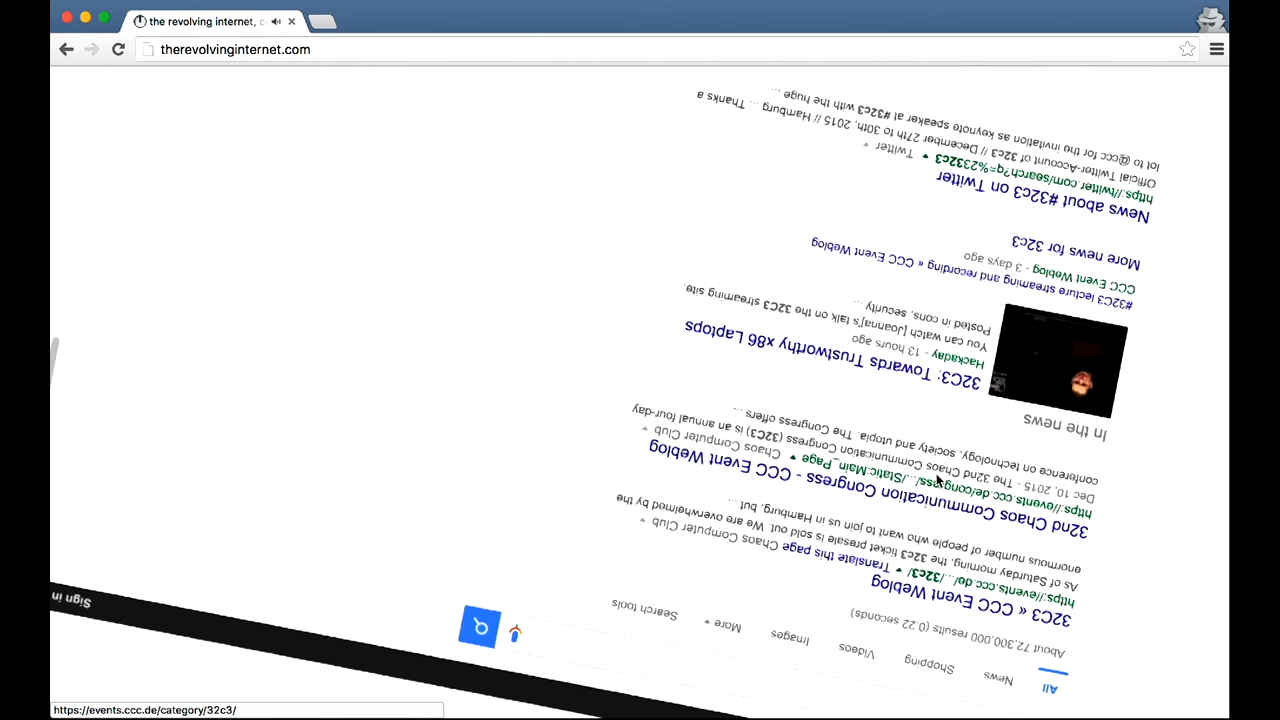 the revolving internet, c
therevolvinginternet.com
Sign in
All News Shopping Videos Images More Search tools
About 72,300,000 results (0.22 seconds)
32C3 « CCC Event Weblog
https://events.ccc.de/.../32c3/ Translate this page Chaos Computer Club
As of Saturday morning, the 32c3 ticket presale is sold out. We are overwhelmed by the
enormous number of people who want to join us in Hamburg, but ...
32nd Chaos Communication Congress - CCC Event Weblog
https://events.ccc.de/congress/.../Static:Main_Page Chaos Computer Club
Dec 10, 2015 - The 32nd Chaos Communication Congress (32C3) is an annual four-day
conference on technology, society and utopia. The Congress offers ...
In the news
32C3: Towards Trustworthy x86 Laptops
Hackaday - 13 hours ago
You can watch [Joanna]'s talk on the 32C3 streaming site.
Posted in cons, security ...
#32C3 lecture streaming and recording « CCC Event Weblog
CCC Event Weblog - 3 days ago
More news for 32c3
News about #32c3 on Twitter
https://twitter.com/search?q=%2332c3 Twitter
Official Twitter-Account of 32c3 // December 27th to 30th, 2015 // Hamburg ... Thanks a
lot to @ccc for the invitation as keynote speaker at #32c3 with the huge ...
https://events.ccc.de/category/32c3/